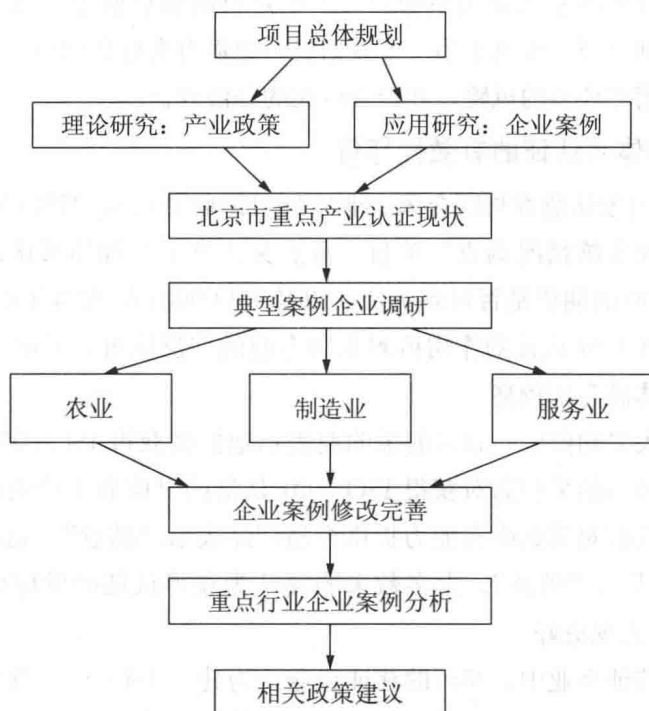 项目总体规划
理论研究：产业政策
应用研究：企业案例
北京市重点产业认证现状
典型案例企业调研
农业
制造业
服务业
企业案例修改完善
重点行业企业案例分析
相关政策建议